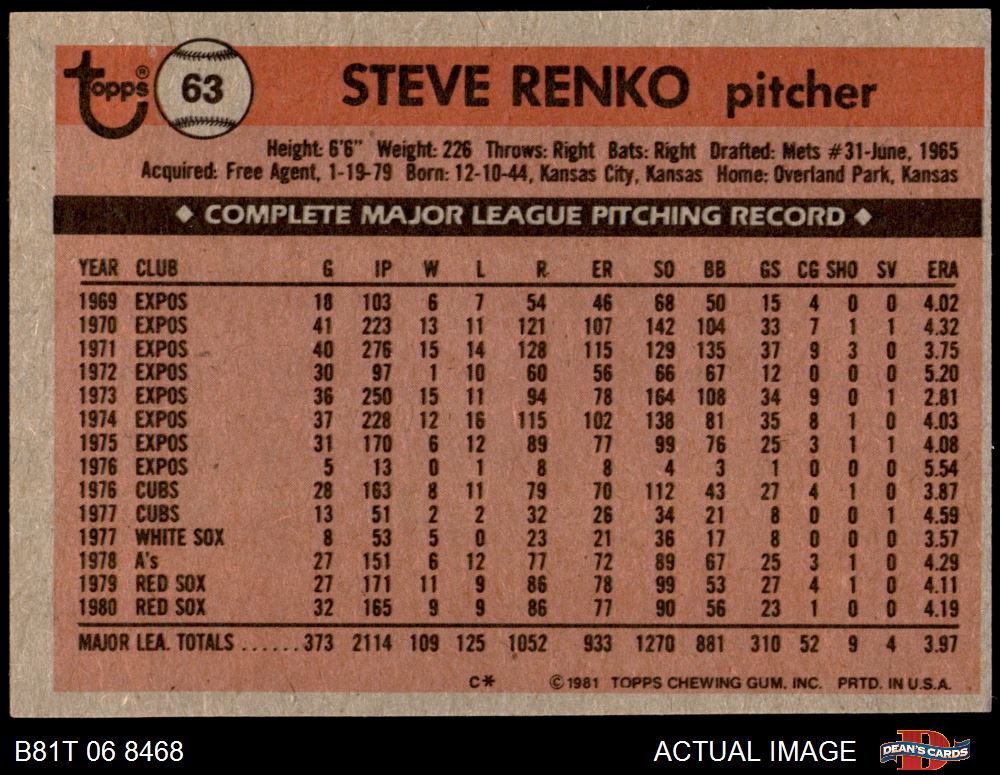 topps® 63 STEVE RENKO pitcher
Height: 6'6" Weight: 226 Throws: Right Bats: Right Drafted: Mets #31-June, 1965
Acquired: Free Agent, 1-19-79 Born: 12-10-44, Kansas City, Kansas Home: Overland Park, Kansas
◆ COMPLETE MAJOR LEAGUE PITCHING RECORD ◆
YEAR CLUB G IP W L R ER SO BB GS CG SHO SV ERA
1969 EXPOS 18 103 6 7 54 46 68 50 15 4 0 0 4.02
1970 EXPOS 41 223 13 11 121 107 142 104 33 7 1 1 4.32
1971 EXPOS 40 276 15 14 128 115 129 135 37 9 3 0 3.75
1972 EXPOS 30 97 1 10 60 56 66 67 12 0 0 0 5.20
1973 EXPOS 36 250 15 11 94 78 164 108 34 9 0 1 2.81
1974 EXPOS 37 228 12 16 115 102 138 81 35 8 1 0 4.03
1975 EXPOS 31 170 6 12 89 77 99 76 25 3 1 1 4.08
1976 EXPOS 5 13 0 1 8 8 4 3 1 0 0 0 5.54
1976 CUBS 28 163 8 11 79 70 112 43 27 4 1 0 3.87
1977 CUBS 13 51 2 2 32 26 34 21 8 0 0 1 4.59
1977 WHITE SOX 8 53 5 0 23 21 36 17 8 0 0 0 3.57
1978 A's 27 151 6 12 77 72 89 67 25 3 1 0 4.29
1979 RED SOX 27 171 11 9 86 78 99 53 27 4 1 0 4.11
1980 RED SOX 32 165 9 9 86 77 90 56 23 1 0 0 4.19
MAJOR LEA. TOTALS ......373 2114 109 125 1052 933 1270 881 310 52 9 4 3.97
C* ©1981 TOPPS CHEWING GUM, INC. PRTD. IN U.S.A.
B81T 06 8468 ACTUAL IMAGE DEAN'S CARDS